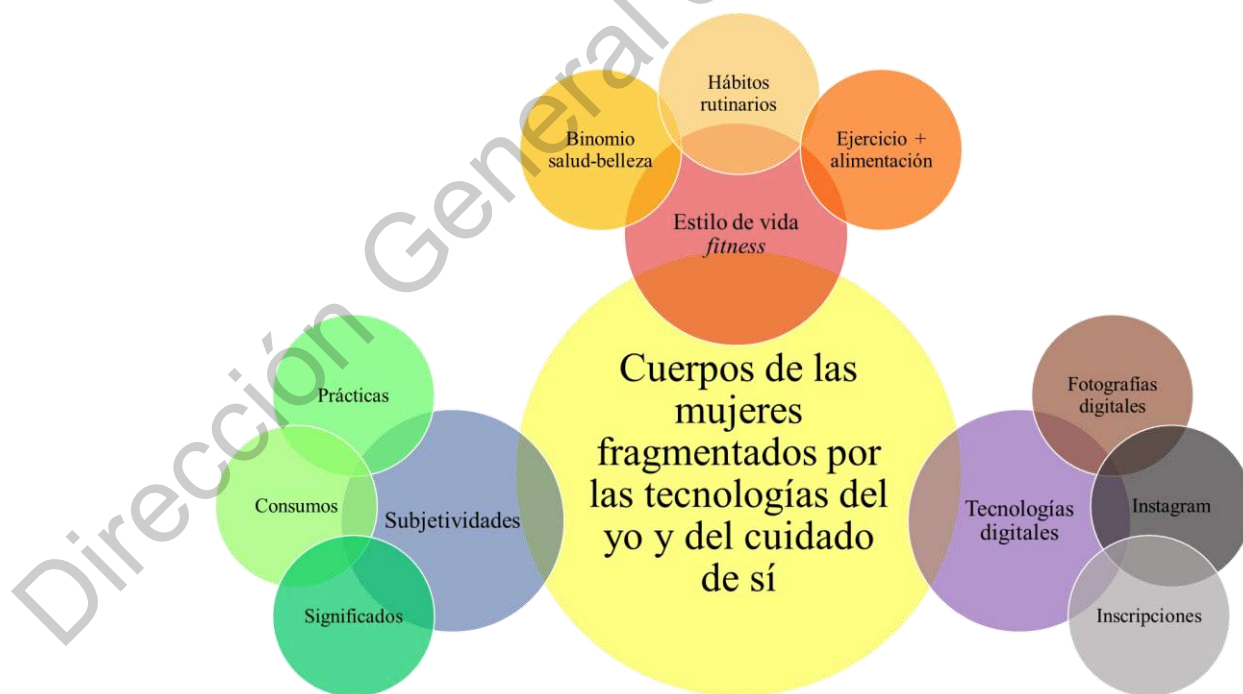 Hábitos
rutinarios
Binomio
salud-belleza
Ejercicio +
alimentación
Estilo de vida
fitness
Cuerpos de las
mujeres
fragmentados por
las tecnologías del
yo y del cuidado
de sí
Prácticas
Consumos
Subjetividades
Significados
Fotografías
digitales
Tecnologías
digitales
Instagram
Inscripciones
Dirección General